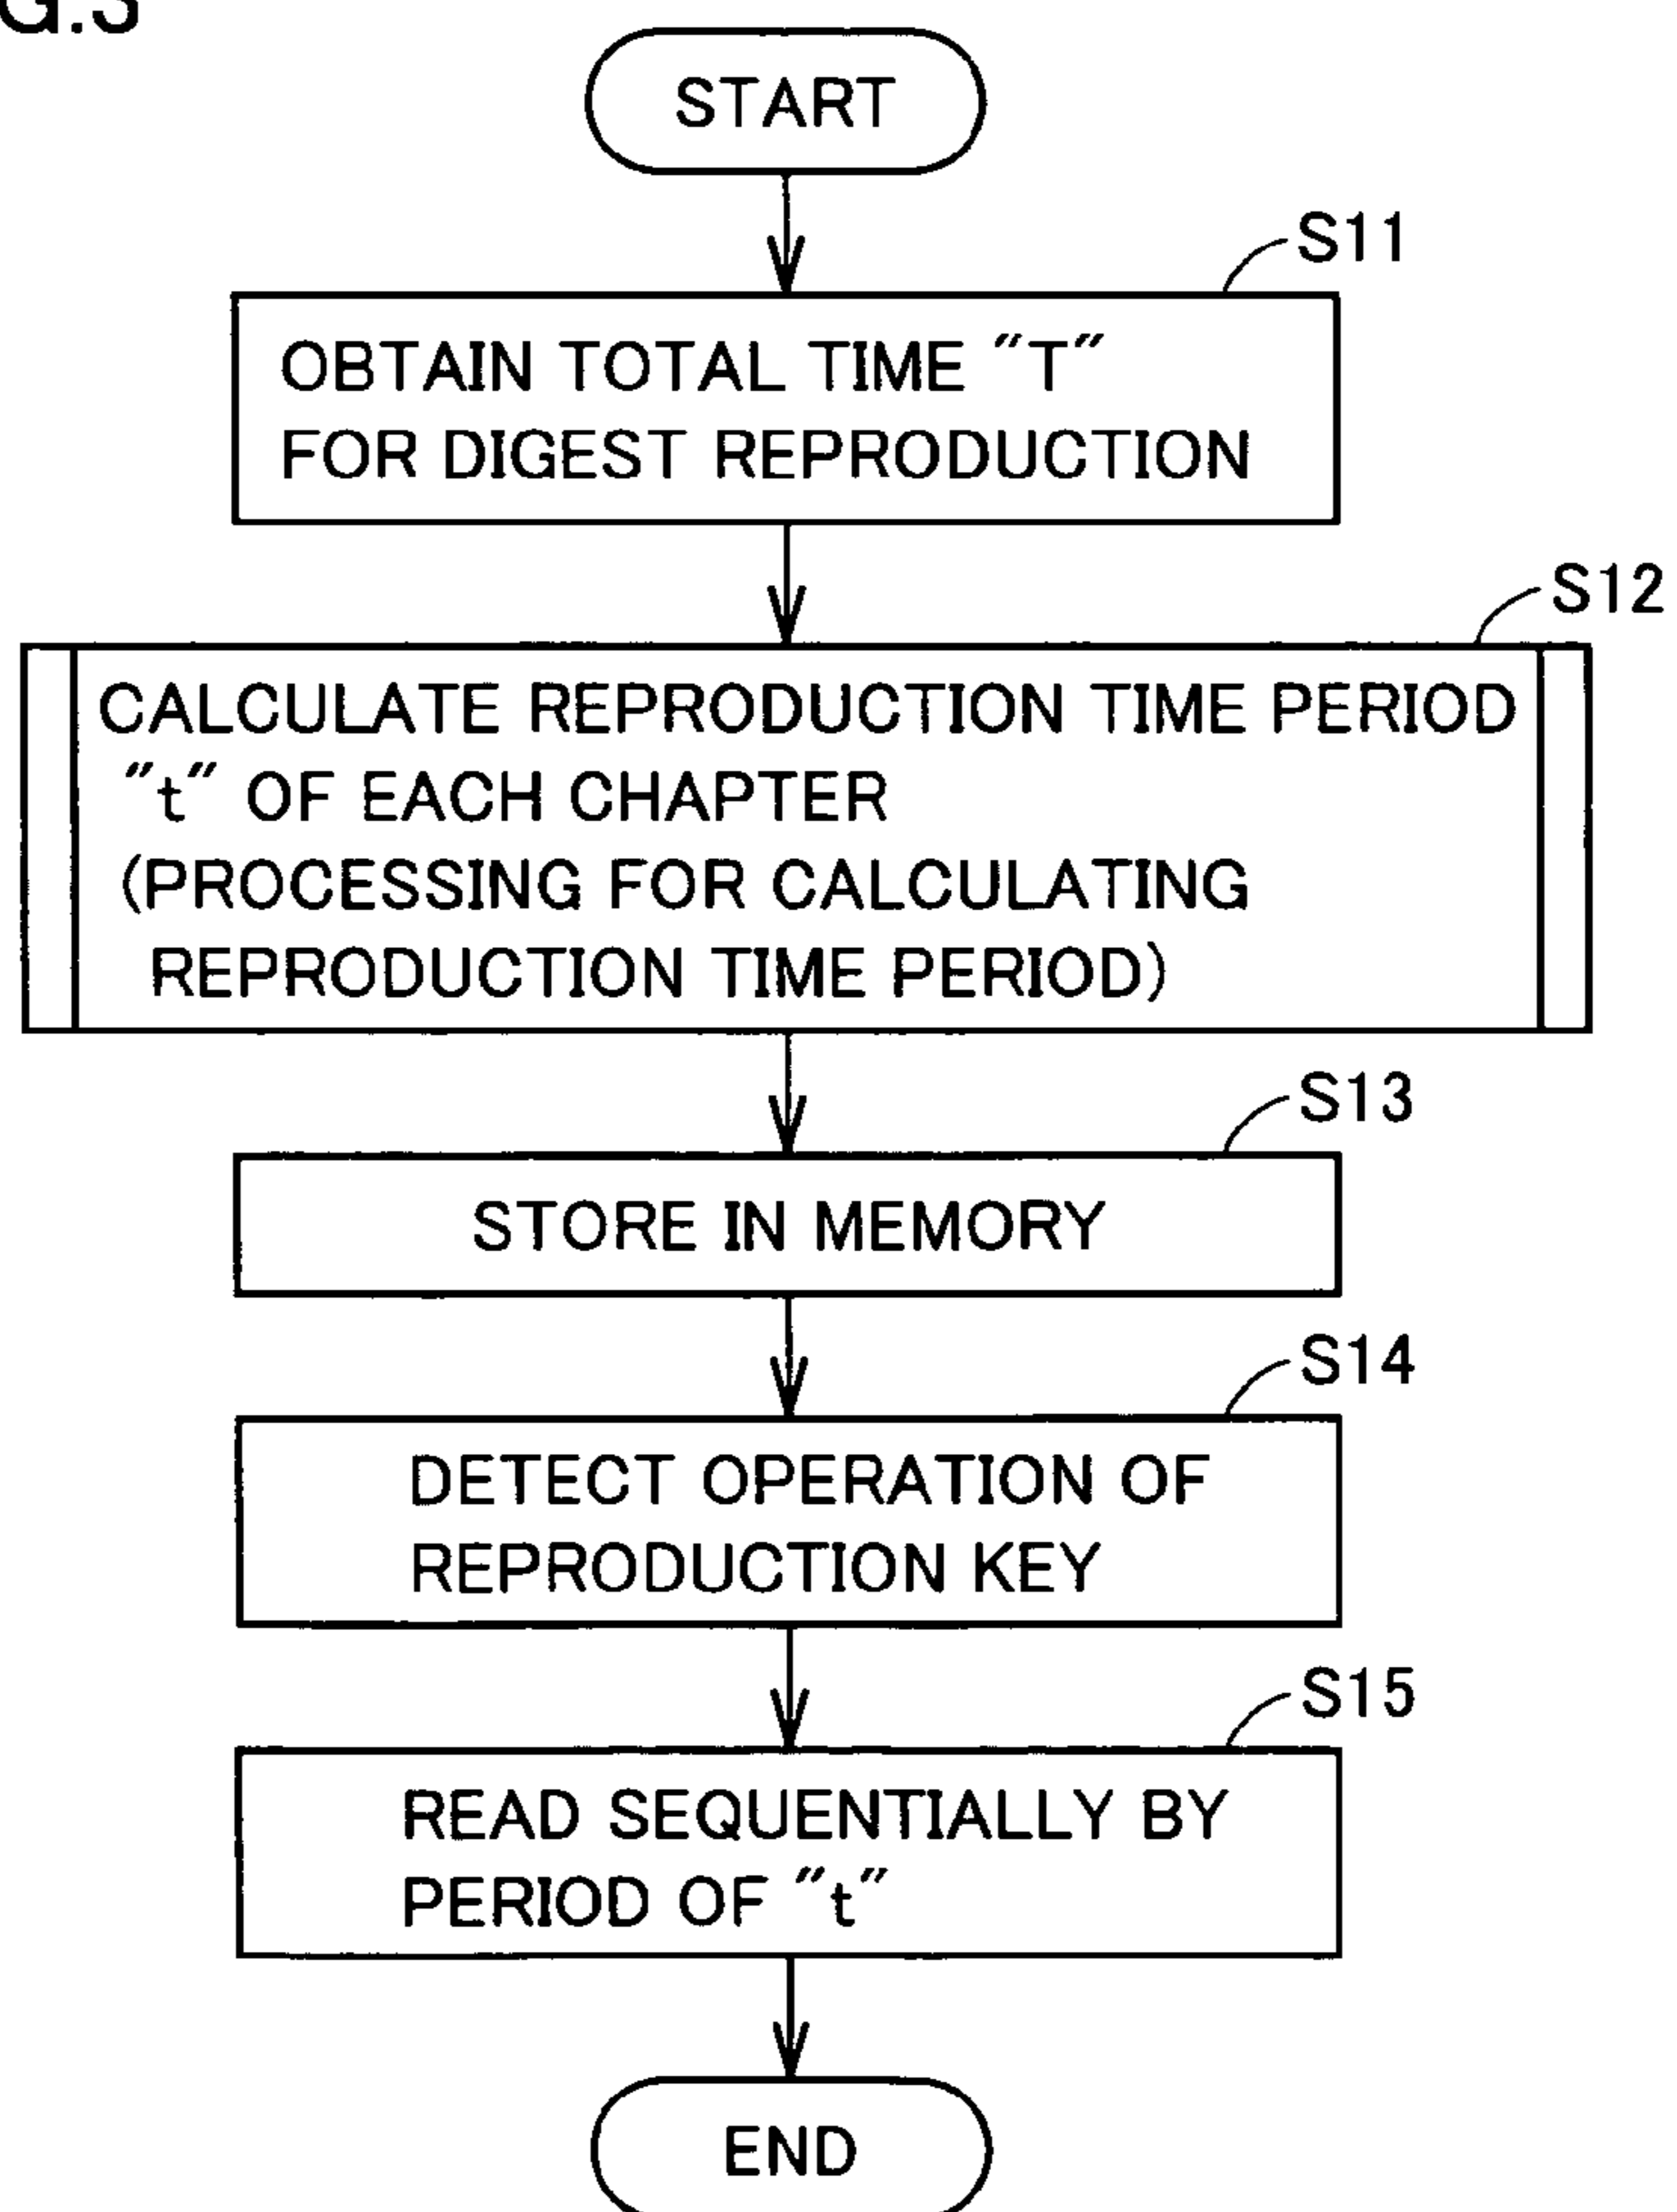 G.3
START
S11
OBTAIN TOTAL TIME "T"
FOR DIGEST REPRODUCTION
S12
CALCULATE REPRODUCTION TIME PERIOD
"t" OF EACH CHAPTER
(PROCESSING FOR CALCULATING
REPRODUCTION TIME PERIOD)
S13
STORE IN MEMORY
S14
DETECT OPERATION OF
REPRODUCTION KEY
S15
READ SEQUENTIALLY BY
PERIOD OF "t"
END